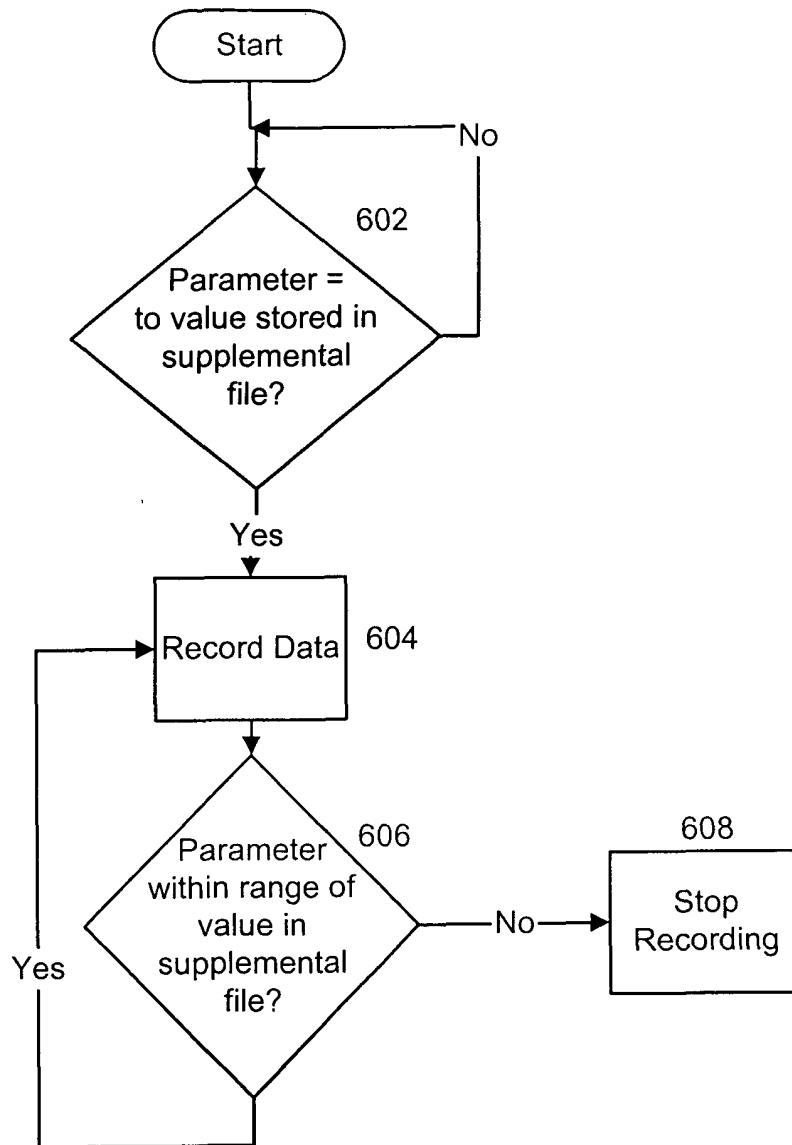 Start
No
602
Parameter =
to value stored in
supplemental
file?
Yes
Record Data
604
606
Parameter
within range of
value in
supplemental
file?
No
608
Stop
Recording
Yes